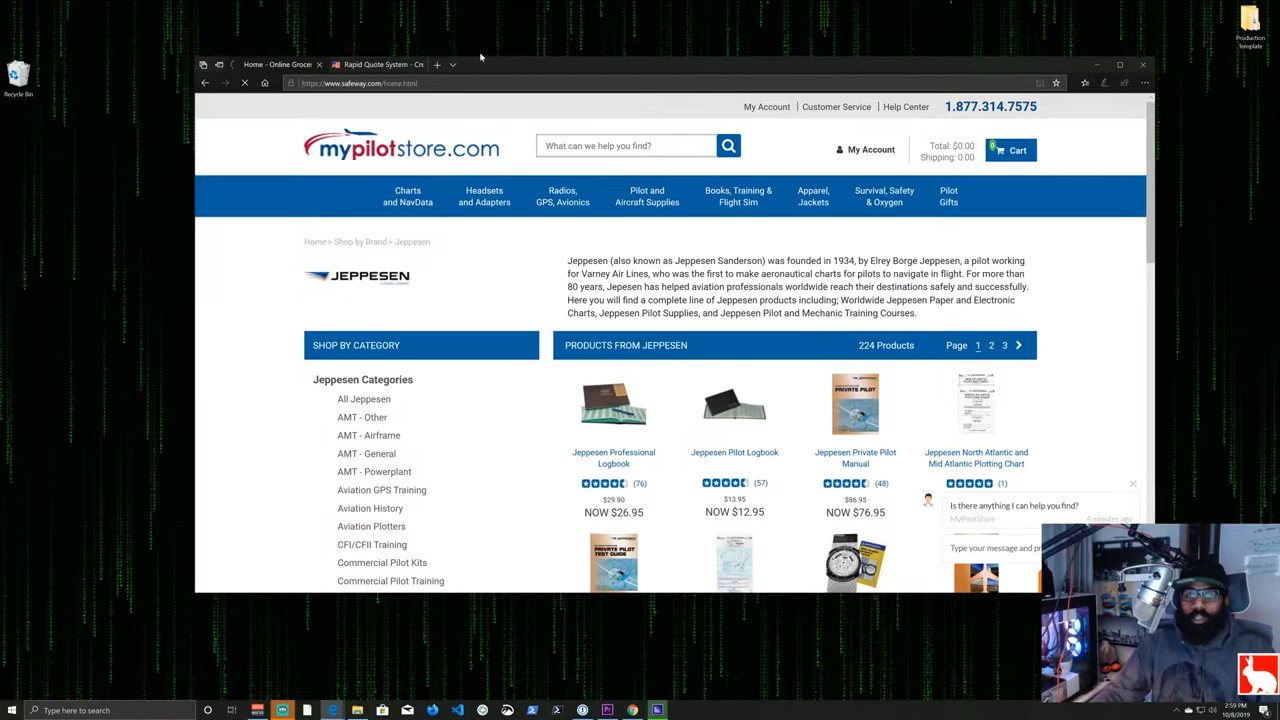 Recycle Bin
Production
Template
Home - Online Grocer
Rapid Quote System - Cr
https://www.safeway.com/home.html
My Account
Customer Service
Help Center
1.877.314.7575
mypilotstore.com
What can we help you find?
My Account
Total: $0.00
Shipping: 0.00
0
Cart
Charts
and NavData
Headsets
and Adapters
Radios,
GPS, Avionics
Pilot and
Aircraft Supplies
Books, Training &
Flight Sim
Apparel,
Jackets
Survival, Safety
& Oxygen
Pilot
Gifts
Home > Shop by Brand > Jeppesen
JEPPESEN
Jeppesen (also known as Jeppesen Sanderson) was founded in 1934, by Elrey Borge Jeppesen, a pilot working
for Varney Air Lines, who was the first to make aeronautical charts for pilots to navigate in flight. For more than
80 years, Jepesen has helped aviation professionals worldwide reach their destinations safely and successfully.
Here you will find a complete line of Jeppesen products including; Worldwide Jeppesen Paper and Electronic
Charts, Jeppesen Pilot Supplies, and Jeppesen Pilot and Mechanic Training Courses.
SHOP BY CATEGORY
PRODUCTS FROM JEPPESEN
224 Products
Page 1 2 3
Jeppesen Categories
All Jeppesen
AMT - Other
AMT - Airframe
AMT - General
AMT - Powerplant
Aviation GPS Training
Aviation History
Aviation Plotters
CFI/CFII Training
Commercial Pilot Kits
Commercial Pilot Training
PRIVATE PILOT
Jeppesen Professional
Logbook
(76)
$29.90
NOW $26.95
Jeppesen Pilot Logbook
(57)
$13.95
NOW $12.95
Jeppesen Private Pilot
Manual
(48)
$86.95
NOW $76.95
Jeppesen North Atlantic and
Mid Atlantic Plotting Chart
(1)
PRIVATE PILOT
TEST GUIDE
Is there anything I can help you find?
MyPilotStore
4 minutes ago
Type your message and pr
Type here to search
2:59 PM
10/8/2019